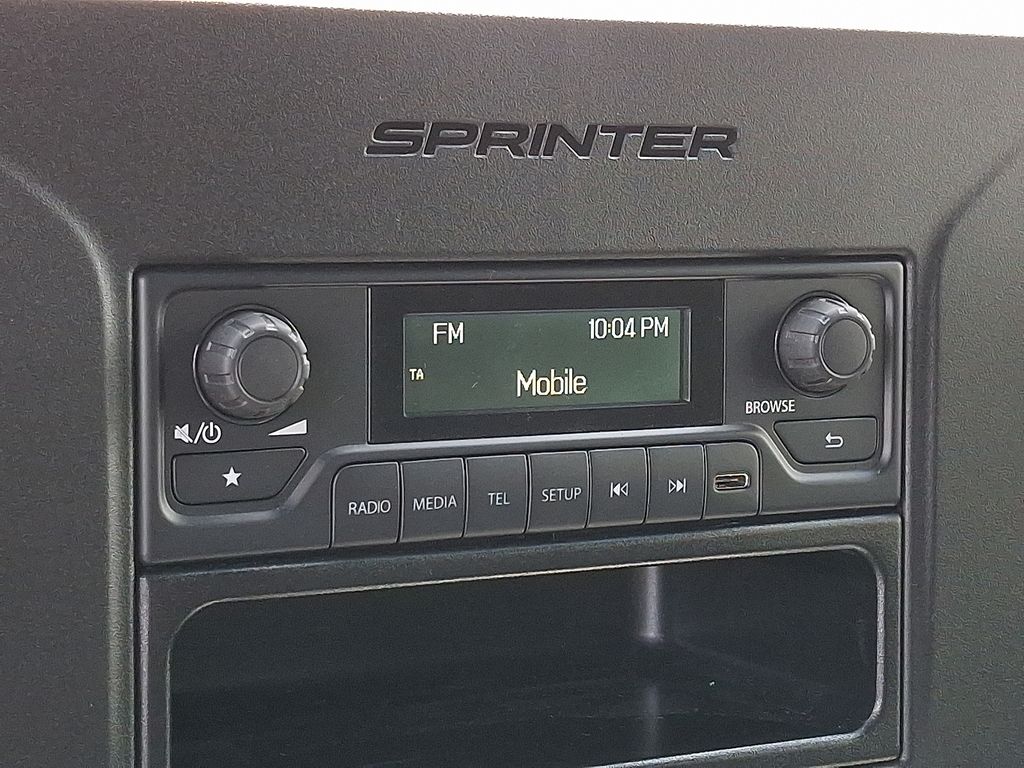 SPRINTER
FM 10:04 PM
TA
Mobile
BROWSE
RADIO MEDIA TEL SETUP